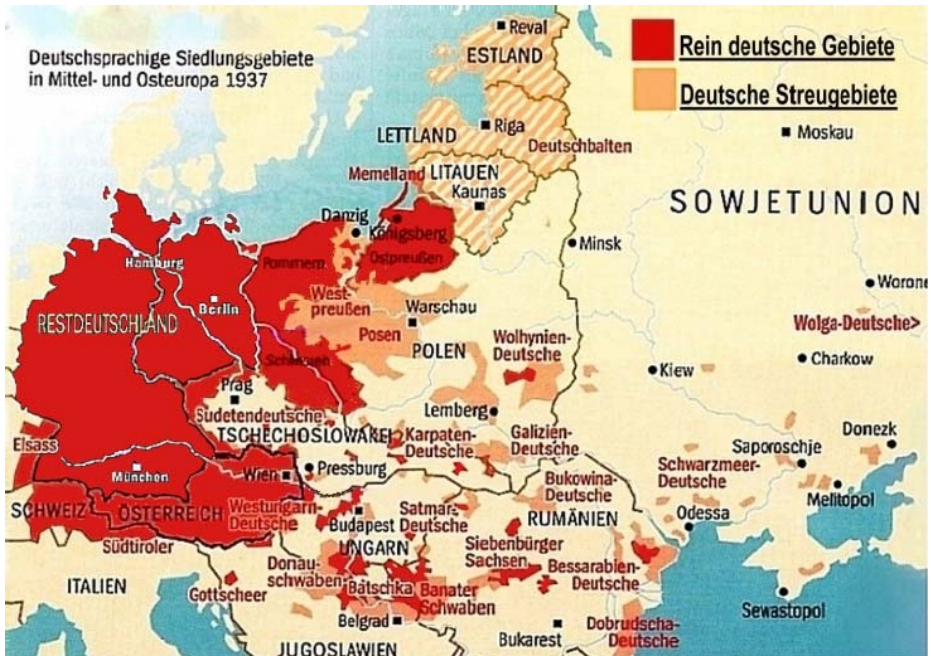 Deutschsprachige Siedlungsgebiete
in Mittel- und Osteuropa 1937
Rein deutsche Gebiete
Deutsche Streugebiete
Reval
ESTLAND
Riga
LETTLAND
Deutschbalten
Moskau
Memelland
LITAUEN
Kaunas
SOWJETUNION
Danzig
Königsberg
Ostpreußen
Minsk
Hamburg
Pommern
Berlin
West-
preußen
Warschau
Worone
RESTDEUTSCHLAND
Posen
POLEN
Wolhynien-
Deutsche
Wolga-Deutsche>
Schlesien
Kiew
Charkow
Prag
Sudetendeutsche
Lemberg
TSCHECHOSLOWAKEI
Karpaten-
Deutsche
Galizien-
Deutsche
Saporoschje
Donezk
Elsass
München
Wien
Pressburg
Schwarzmeer-
Deutsche
Melitopol
SCHWEIZ
ÖSTERREICH
Westungarn-
Deutsche
Budapest
Satmar-
Deutsche
Bukowina-
Deutsche
RUMÄNIEN
Odessa
Südtiroler
UNGARN
Siebenbürger
Sachsen
Bessarabien-
Deutsche
ITALIEN
Gottscheer
Donau-
schwaben
Batschka
Banater
Schwaben
Sewastopol
Belgrad
Bukarest
Dobrudscha-
Deutsche
JUGOSLAWIEN